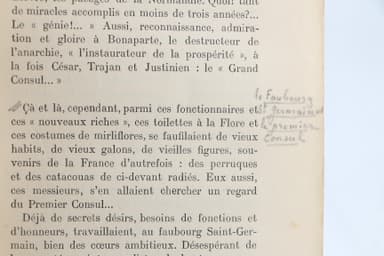 de miracles accomplis en moins de trois années?...
Le « génie!... » Aussi, reconnaissance, admira-
tion et gloire à Bonaparte, le destructeur de
l'anarchie, « l'instaurateur de la prospérité », à
la fois César, Trajan et Justinien : le « Grand
Consul... »
Çà et là, cependant, parmi ces fonctionnaires et
ces « nouveaux riches », ces toilettes à la Flore et
ces costumes de mirliflores, se faufilaient de vieux
habits, de vieux galons, de vieilles figures, sou-
venirs de la France d'autrefois : des perruques
et des catacouas de ci-devant radiés. Eux aussi,
ces messieurs, s'en allaient chercher un regard
du Premier Consul...
Déjà de secrets désirs, besoins de fonctions et
d'honneurs, travaillaient, au faubourg Saint-Ger-
main, bien des cœurs ambitieux. Désespérant de
le Faubourg
St Germain et
le premier
Consul